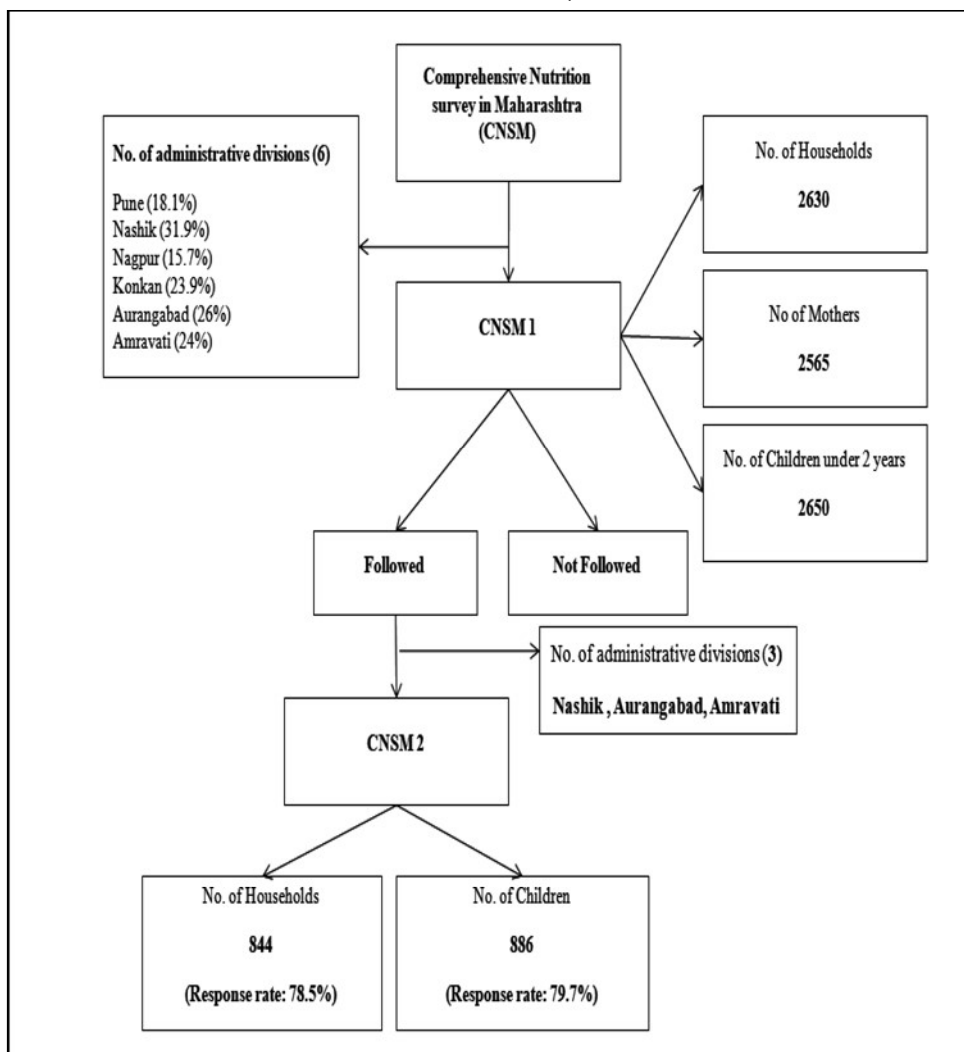 Comprehensive Nutrition
survey in Maharashtra
(CNSM)
No. of administrative divisions (6)
Pune (18.1%)
Nashik (31.9%)
Nagpur (15.7%)
Konkan (23.9%)
Aurangabad (26%)
Amravati (24%)
No. of Households
2630
CNSM 1
No of Mothers
2565
No. of Children under 2 years
2650
Followed
Not Followed
No. of administrative divisions (3)
Nashik , Aurangabad, Amravati
CNSM 2
No. of Households
844
(Response rate: 78.5%)
No. of Children
886
(Response rate: 79.7%)